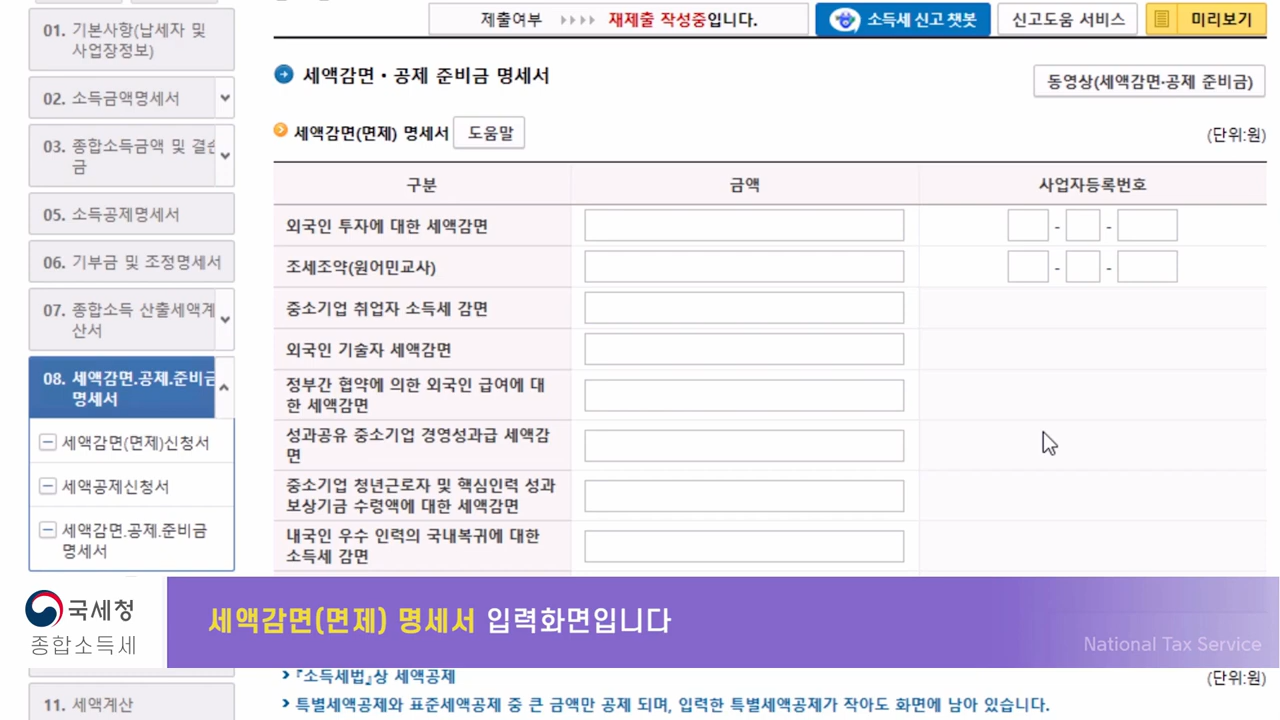 제출여부 ›››› 재제출 작성중입니다.
소득세 신고 챗봇
신고도움 서비스
미리보기
01. 기본사항(납세자 및
사업장정보)
02. 소득금액명세서
03. 종합소득금액 및 결손
금
05. 소득공제명세서
06. 기부금 및 조정명세서
07. 종합소득 산출세액계
산서
08. 세액감면.공제.준비금
명세서
세액감면(면제)신청서
세액공제신청서
세액감면.공제.준비금
명세서
세액감면·공제 준비금 명세서
동영상(세액감면·공제 준비금)
세액감면(면제) 명세서
도움말
(단위:원)
구분 금액 사업자등록번호
외국인 투자에 대한 세액감면 - -
조세조약(원어민교사) - -
중소기업 취업자 소득세 감면
외국인 기술자 세액감면
정부간 협약에 의한 외국인 급여에 대
한 세액감면
성과공유 중소기업 경영성과급 세액감
면
중소기업 청년근로자 및 핵심인력 성과
보상기금 수령액에 대한 세액감면
내국인 우수 인력의 국내복귀에 대한
소득세 감면
국세청
종합소득세
세액감면(면제) 명세서 입력화면입니다
National Tax Service
『소득세법』상 세액공제
(단위:원)
특별세액공제와 표준세액공제 중 큰 금액만 공제 되며, 입력한 특별세액공제가 작아도 화면에 남아 있습니다.
11. 세액계산